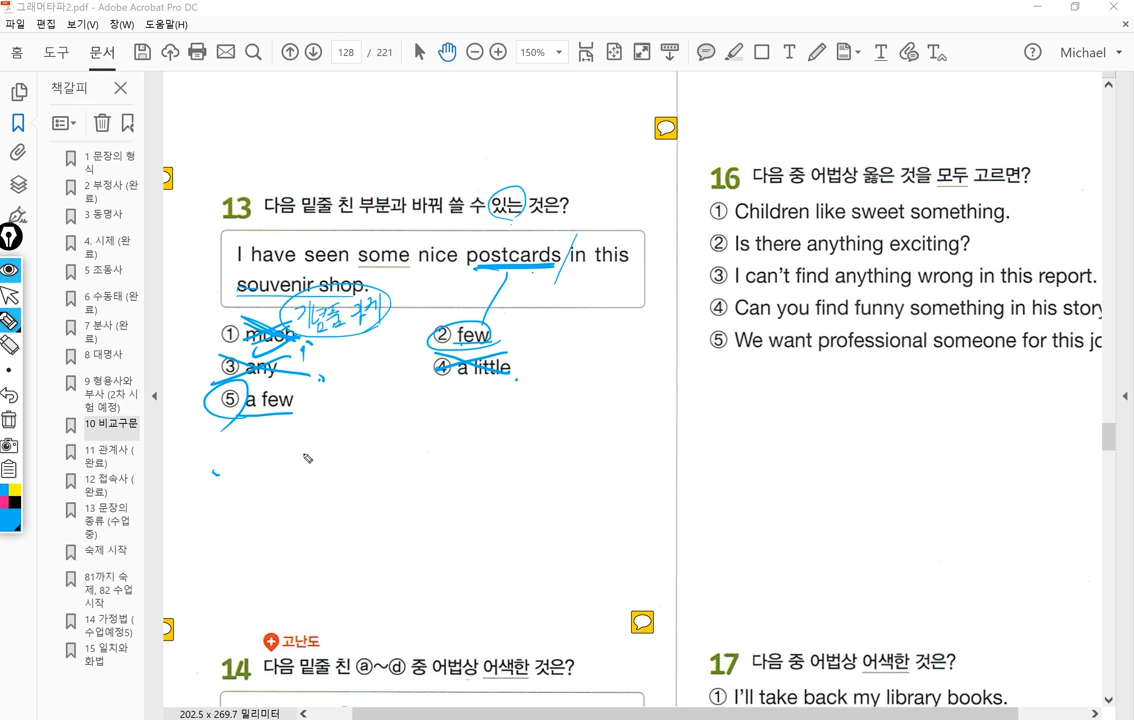 그래머타파2.pdf - Adobe Acrobat Pro DC
파일 편집 보기(V) 창(W) 도움말(H)
홈 도구 문서 128 / 221 150% Michael
책갈피
1 문장의 형식
2 부정사 (완료)
3 동명사
4. 시제 (완료)
5 조동사
6 수동태 (완료)
7 분사 (완료)
8 대명사
9 형용사와 부사 (2차 시험 예정)
10 비교구문
11 관계사 (완료)
12 접속사 (완료)
13 문장의 종류 (수업중)
숙제 시작
81까지 숙제, 82 수업 시작
14 가정법 (수업예정5)
15 일치와 화법
13 다음 밑줄 친 부분과 바꿔 쓸 수 있는 것은?
I have seen some nice postcards in this
souvenir shop.
기념품 가게
① much ② few
③ any ④ a little
⑤ a few
고난도
14 다음 밑줄 친 ⓐ~ⓓ 중 어법상 어색한 것은?
16 다음 중 어법상 옳은 것을 모두 고르면?
① Children like sweet something.
② Is there anything exciting?
③ I can't find anything wrong in this report.
④ Can you find funny something in his story
⑤ We want professional someone for this jo
17 다음 중 어법상 어색한 것은?
① I'll take back my library books.
202.5 x 269.7 밀리미터